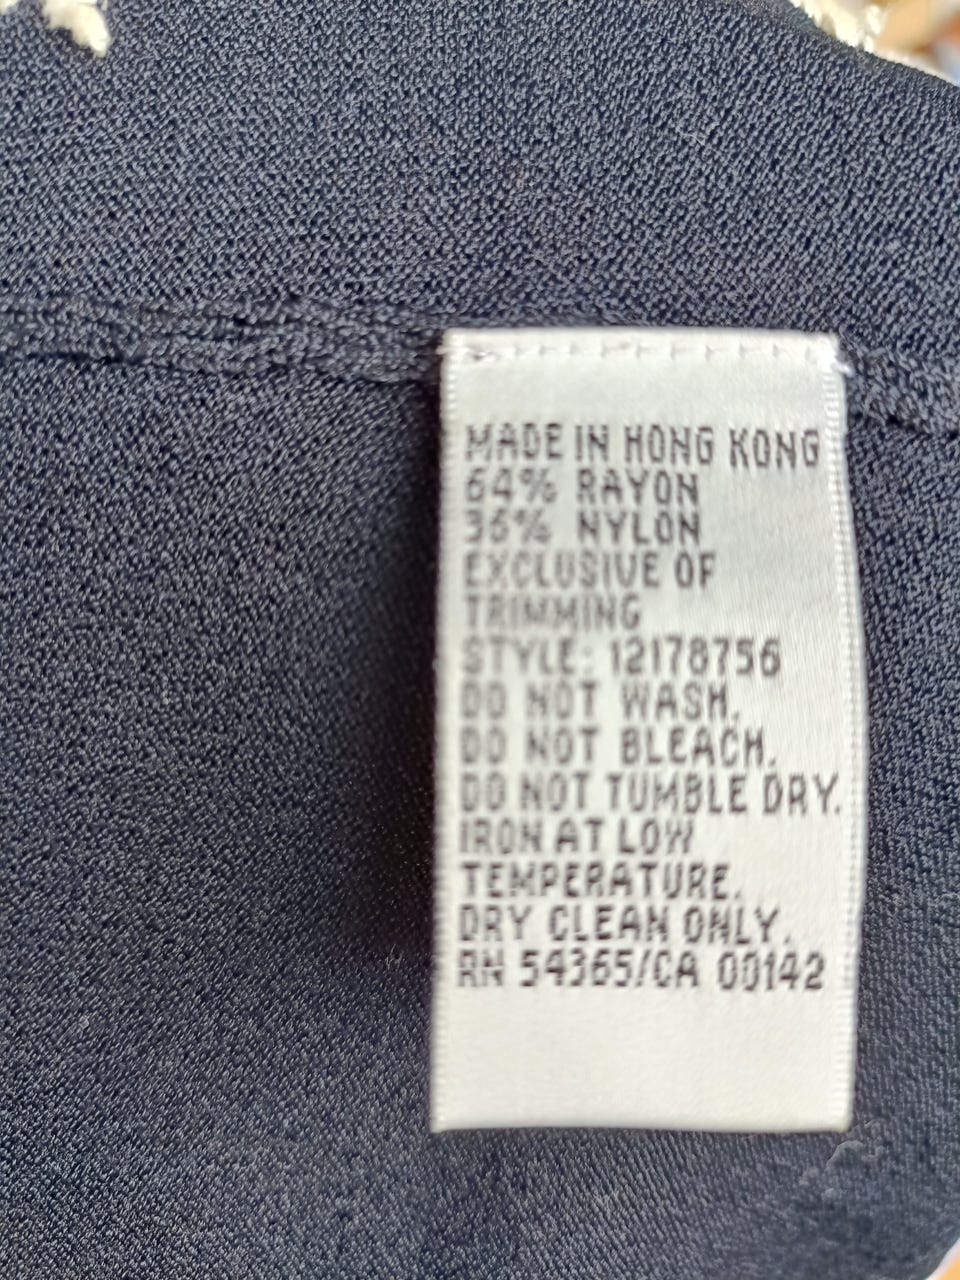 MADE IN HONG KONG
64% RAYON
36% NYLON
EXCLUSIVE OF
TRIMMING
STYLE: 12178756
DO NOT WASH.
DO NOT BLEACH.
DO NOT TUMBLE DRY.
IRON AT LOW
TEMPERATURE.
DRY CLEAN ONLY.
RN 54365/CA 00142